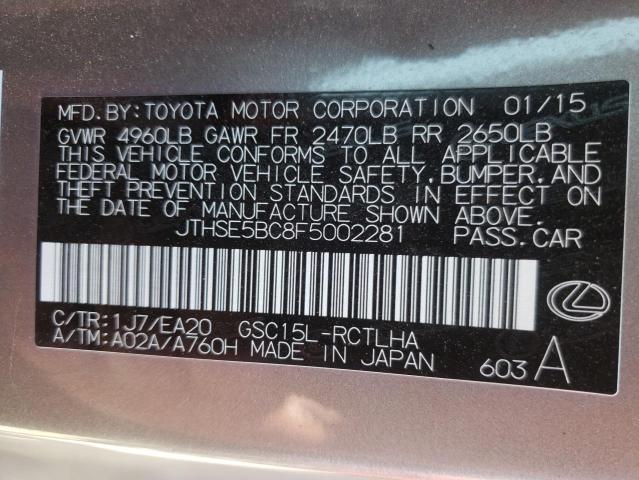 MFD.BY:TOYOTA MOTOR CORPORATION 01/15
GVWR 4960LB GAWR FR 2470LB RR 2650LB
THIS VEHICLE CONFORMS TO ALL APPLICABLE
FEDERAL MOTOR VEHICLE SAFETY,BUMPER,AND
THEFT PREVENTION STANDARDS IN EFFECT ON
THE DATE OF MANUFACTURE SHOWN ABOVE.
JTHSE5BC8F5002281 PASS.CAR
C/TR:1J7/EA20 GSC15L-RCTLHA
A/TM:A02A/A760H MADE IN JAPAN
603 A